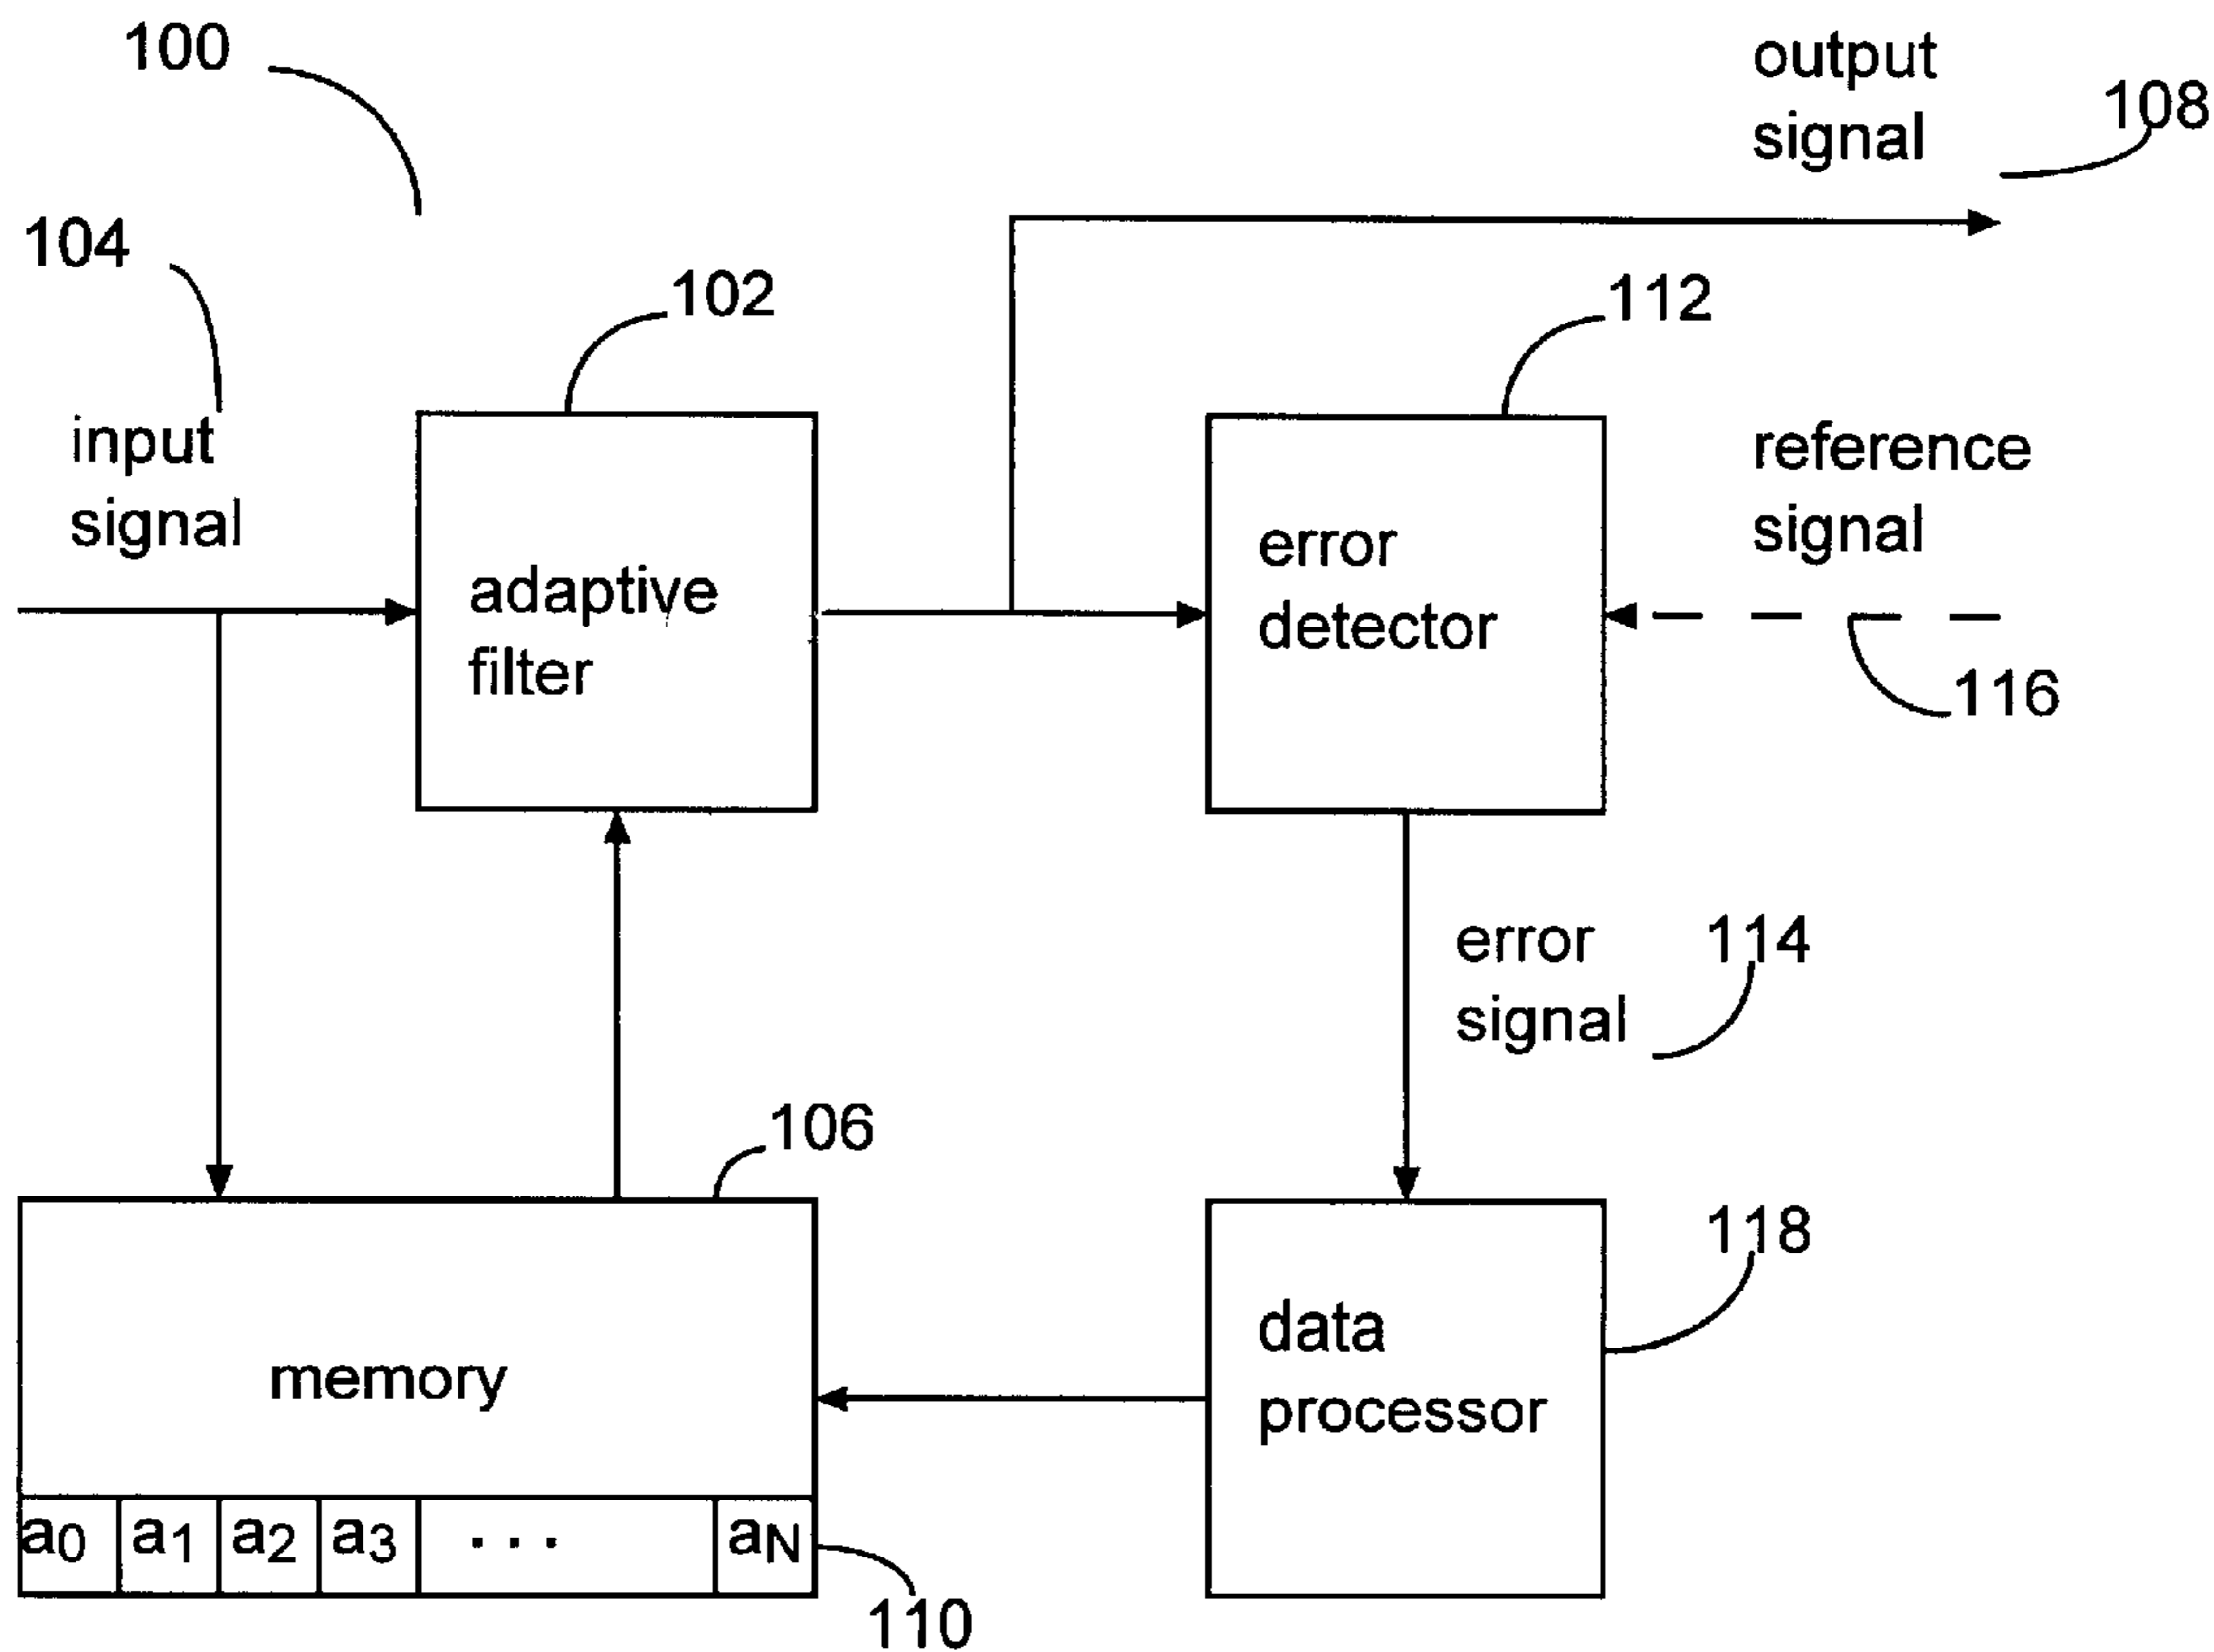 100
output
signal
108
104
102
112
input
signal
reference
signal
error
detector
adaptive
filter
116
error
signal
114
106
118
data
processor
memory
a0 a1 a2 a3 ... aN
110